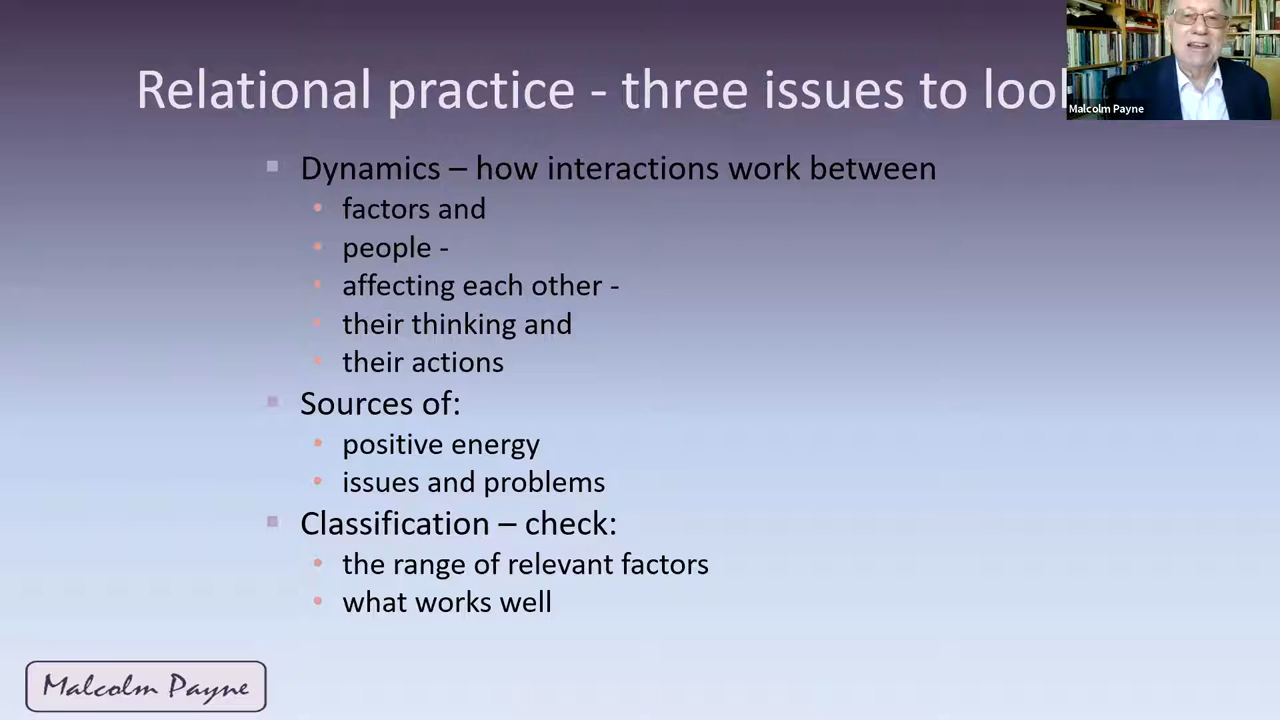 Relational practice - three issues to loo
Malcolm Payne
Dynamics – how interactions work between
factors and
people -
affecting each other -
their thinking and
their actions
Sources of:
positive energy
issues and problems
Classification – check:
the range of relevant factors
what works well
Malcolm Payne